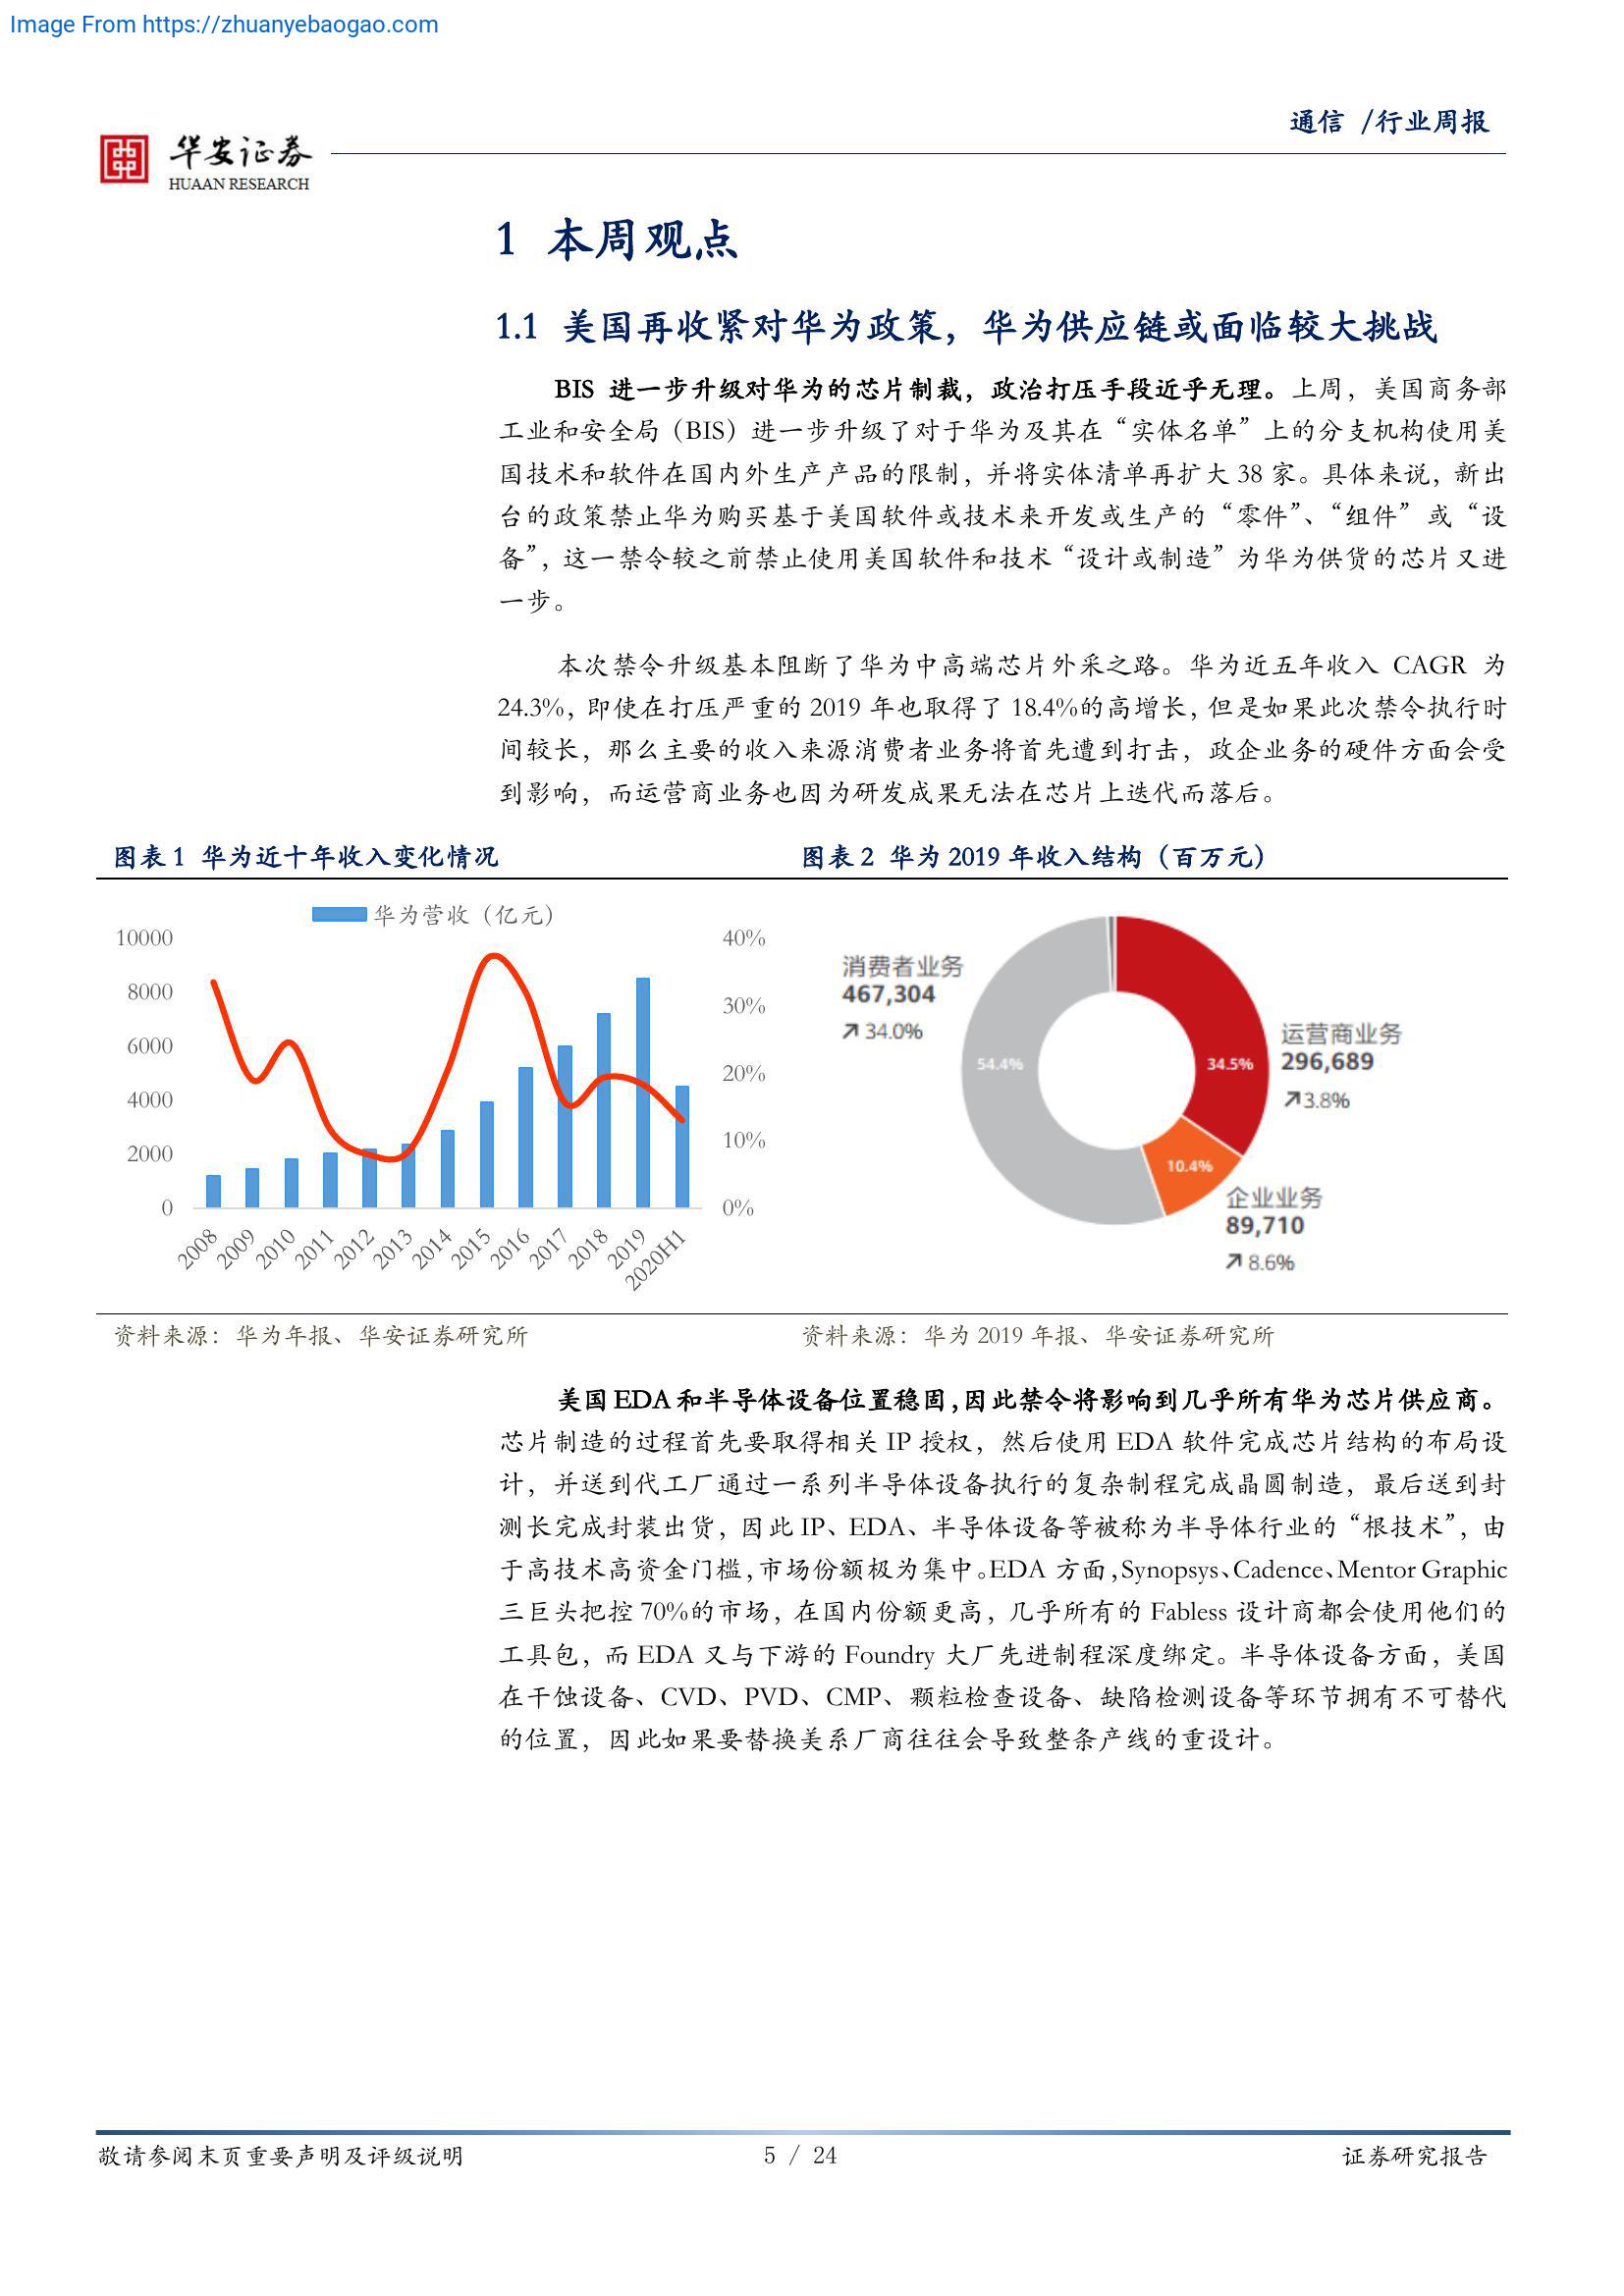 Image From https://zhuanyebaogao.com
通信 /行业周报
华安证券
HUAAN RESEARCH
1 本周观点
1.1 美国再收紧对华为政策，华为供应链或面临较大挑战
BIS 进一步升级对华为的芯片制裁，政治打压手段近乎无理。上周，美国商务部
工业和安全局（BIS）进一步升级了对于华为及其在“实体名单”上的分支机构使用美
国技术和软件在国内外生产产品的限制，并将实体清单再扩大 38 家。具体来说，新出
台的政策禁止华为购买基于美国软件或技术来开发或生产的“零件”、“组件” 或“设
备”，这一禁令较之前禁止使用美国软件和技术“设计或制造”为华为供货的芯片又进
一步。
本次禁令升级基本阻断了华为中高端芯片外采之路。华为近五年收入 CAGR 为
24.3%，即使在打压严重的 2019 年也取得了 18.4%的高增长，但是如果此次禁令执行时
间较长，那么主要的收入来源消费者业务将首先遭到打击，政企业务的硬件方面会受
到影响，而运营商业务也因为研发成果无法在芯片上迭代而落后。
图表 1 华为近十年收入变化情况
华为营收（亿元）
10000
8000
6000
4000
2000
0
40%
30%
20%
10%
0%
2008
2009
2010
2011
2012
2013
2014
2015
2016
2017
2018
2019
2020H1
资料来源：华为年报、华安证券研究所
图表 2 华为 2019 年收入结构（百万元）
消费者业务
467,304
↗ 34.0%
54.4%
34.5%
运营商业务
296,689
↗3.8%
10.4%
企业业务
89,710
↗ 8.6%
资料来源：华为 2019 年报、华安证券研究所
美国 EDA 和半导体设备位置稳固，因此禁令将影响到几乎所有华为芯片供应商。
芯片制造的过程首先要取得相关 IP 授权，然后使用 EDA 软件完成芯片结构的布局设
计，并送到代工厂通过一系列半导体设备执行的复杂制程完成晶圆制造，最后送到封
测长完成封装出货，因此 IP、EDA、半导体设备等被称为半导体行业的“根技术”，由
于高技术高资金门槛，市场份额极为集中。EDA 方面，Synopsys、Cadence、Mentor Graphic
三巨头把控 70%的市场，在国内份额更高，几乎所有的 Fabless 设计商都会使用他们的
工具包，而 EDA 又与下游的 Foundry 大厂先进制程深度绑定。半导体设备方面，美国
在干蚀设备、CVD、PVD、CMP、颗粒检查设备、缺陷检测设备等环节拥有不可替代
的位置，因此如果要替换美系厂商往往会导致整条产线的重设计。
敬请参阅末页重要声明及评级说明
5 / 24
证券研究报告